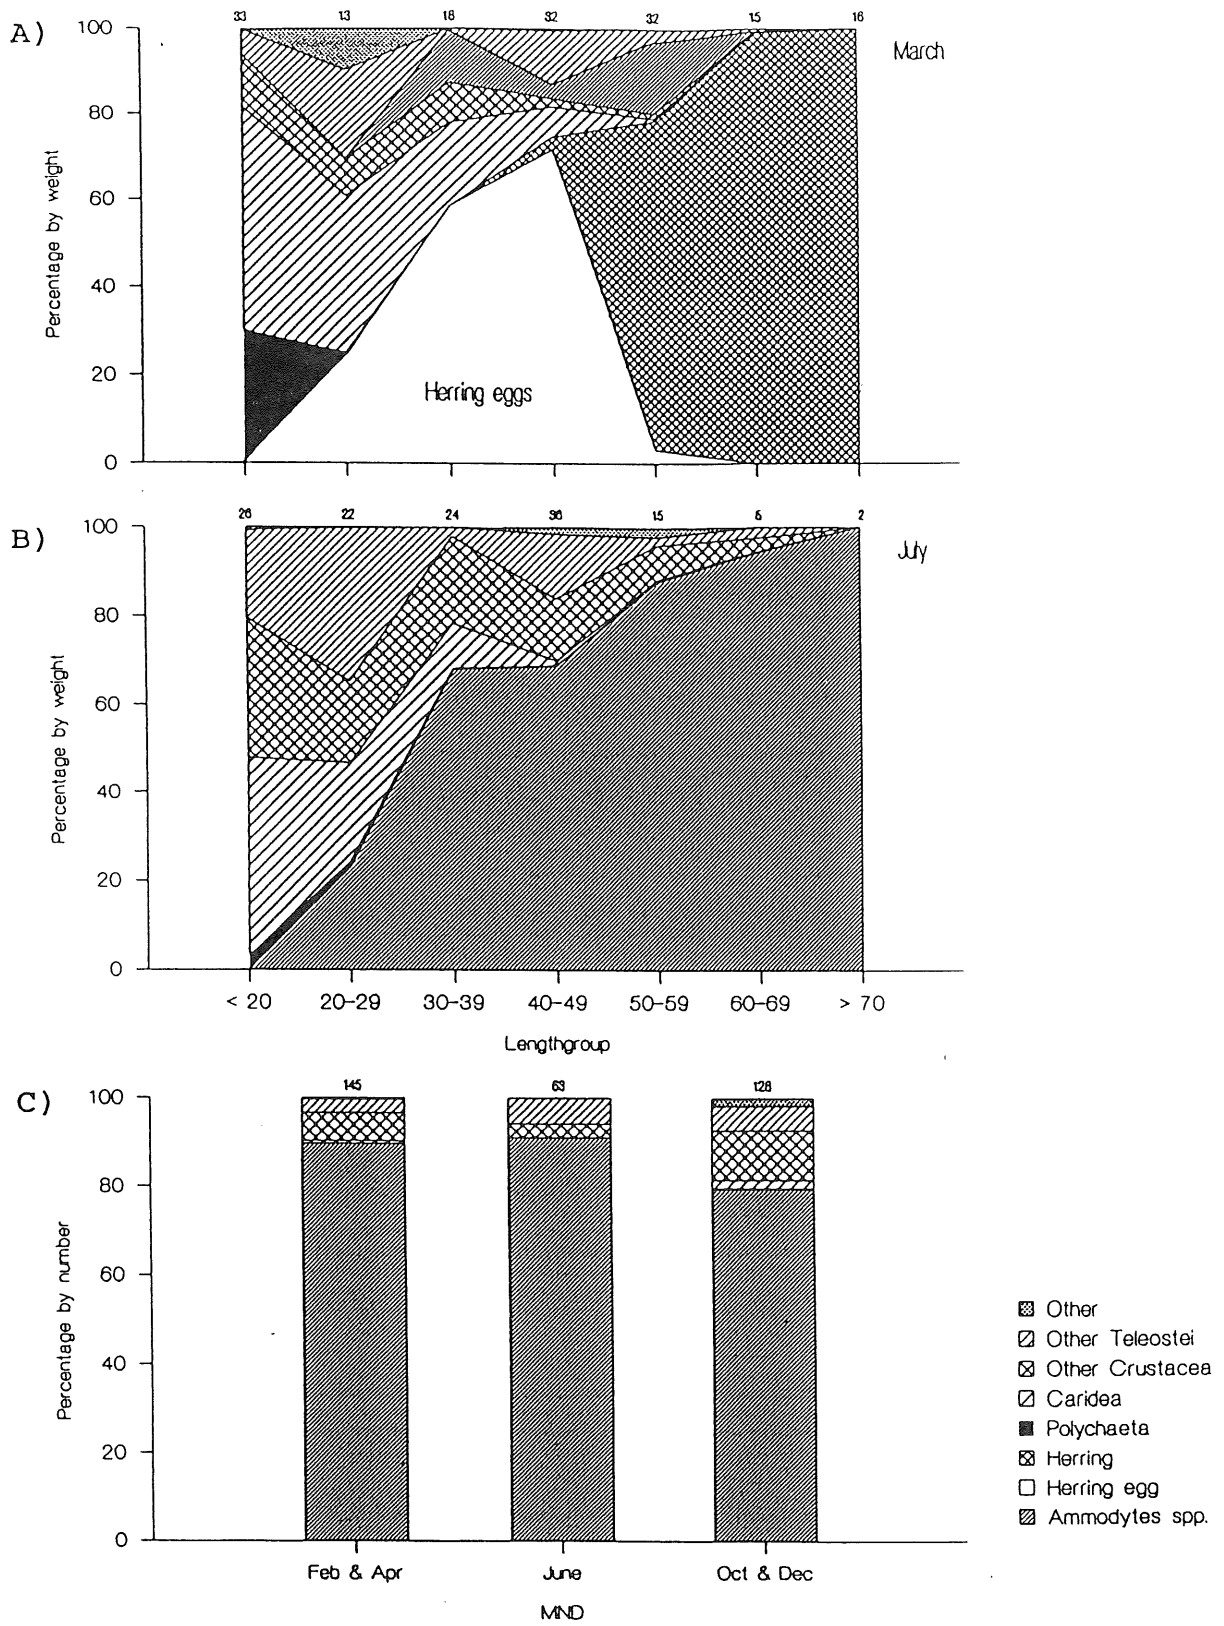 A)
33 13 18 32 32 15 16
March
100
80
60
40
20
0
Percentage by weight
Herring eggs
B)
26 22 24 36 15 6 2
July
100
80
60
40
20
0
Percentage by weight
< 20 20-29 30-39 40-49 50-59 60-69 > 70
Lengthgroup
C)
145 63 128
100
80
60
40
20
0
Percentage by number
Feb & Apr June Oct & Dec
MND
Other
Other Teleostei
Other Crustacea
Caridea
Polychaeta
Herring
Herring egg
Ammodytes spp.